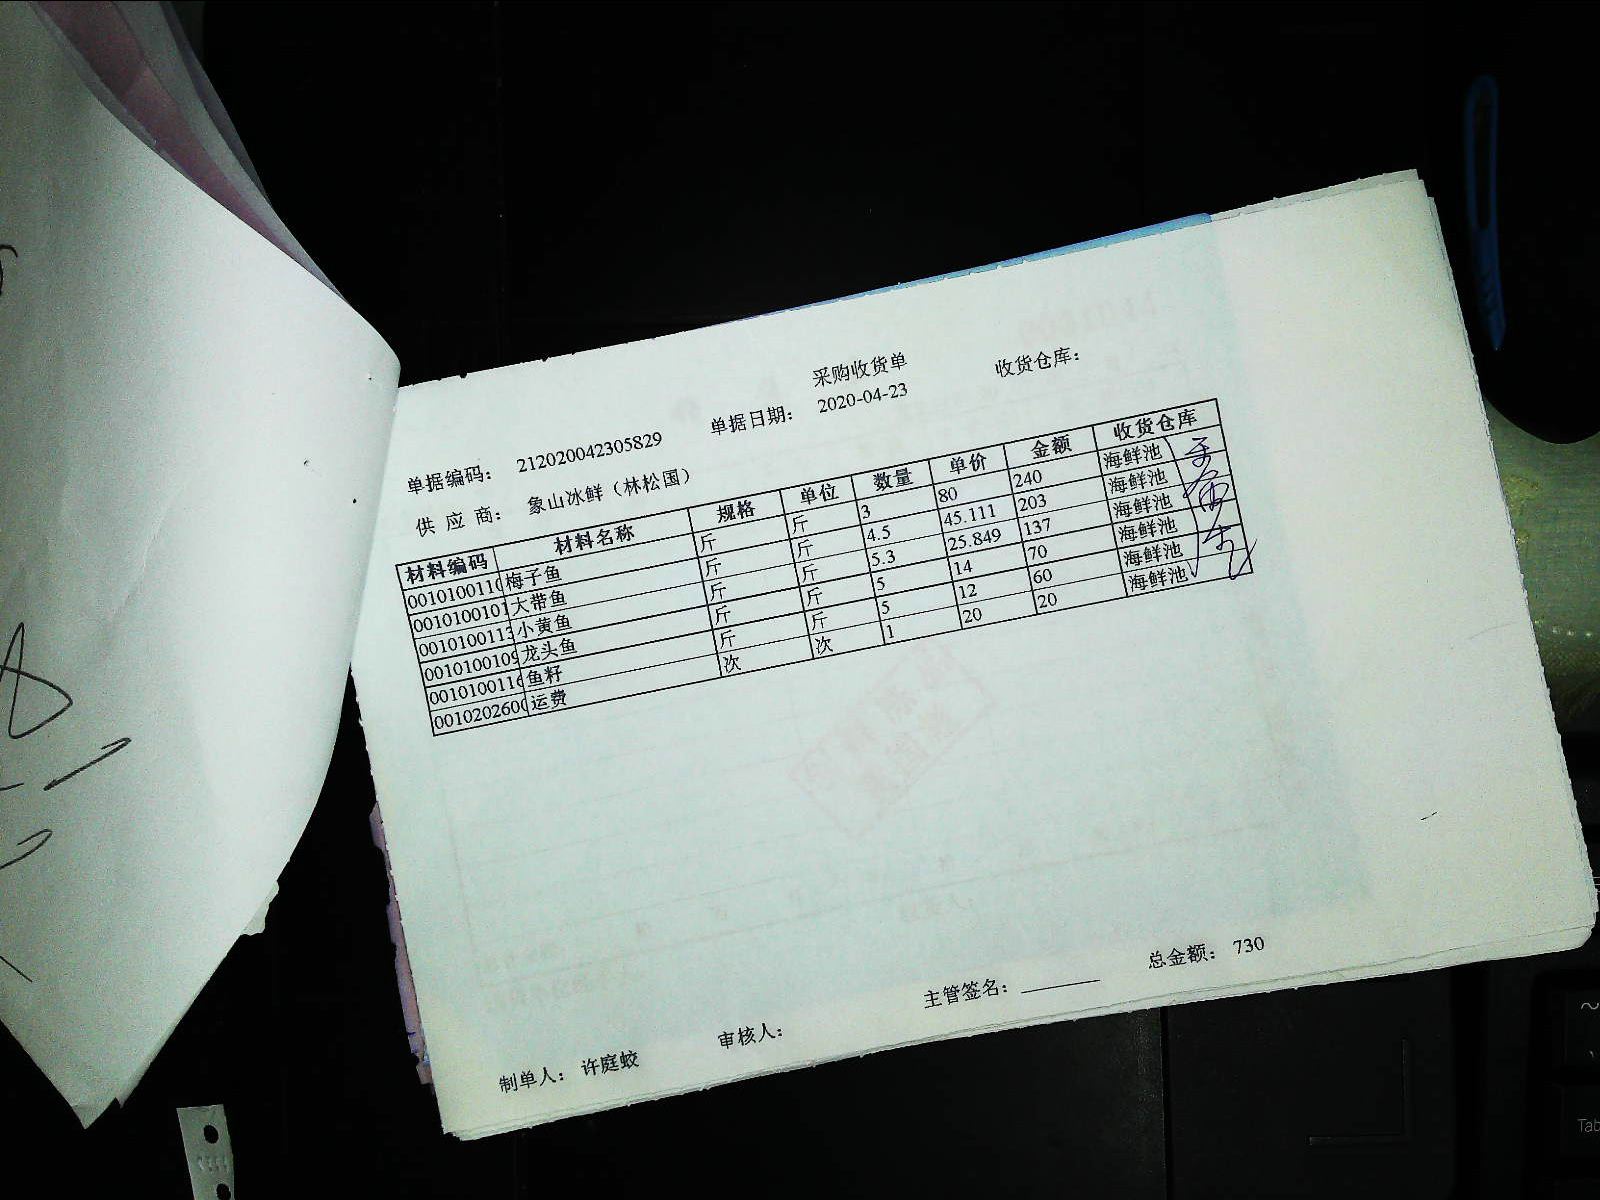 采购收货单
收货仓库：
单据编码： 212020042305829 单据日期： 2020-04-23
供 应 商： 象山冰鲜（林松国）
材料编码 材料名称 规格 单位 数量 单价 金额 收货仓库
001010011 梅子鱼 斤 斤 3 80 240 海鲜池
001010010 大带鱼 斤 斤 4.5 45.111 203 海鲜池
001010011 小黄鱼 斤 斤 5.3 25.849 137 海鲜池
001010010 龙头鱼 斤 斤 5 14 70 海鲜池
001010011 鱼籽 斤 斤 5 12 60 海鲜池
001020260 运费 次 次 1 20 20 海鲜池
制单人： 许庭蛟 审核人： 主管签名： 总金额： 730
Tab